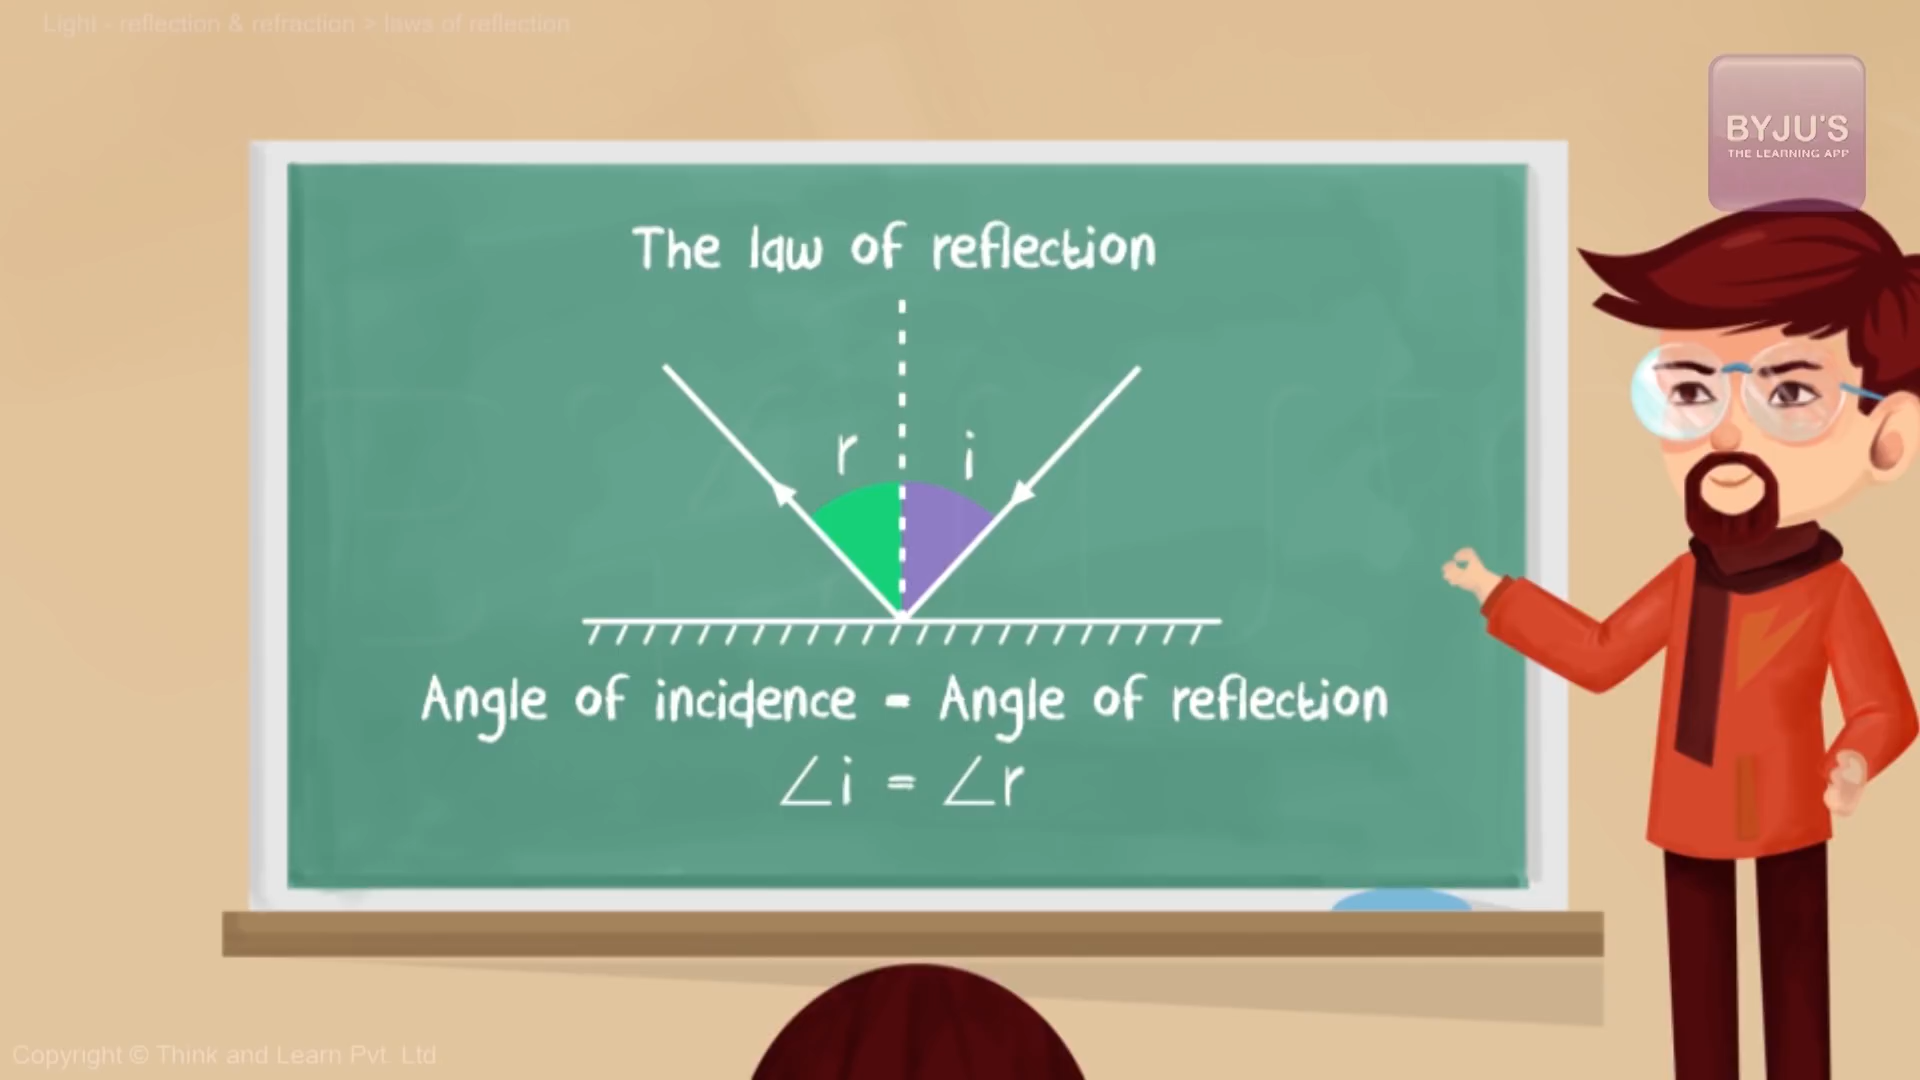 Light - reflection & refraction > laws of reflection
BYJU'S
THE LEARNING APP
The law of reflection
r i
Angle of incidence = Angle of reflection
∠i = ∠r
Copyright © Think and Learn Pvt. Ltd.